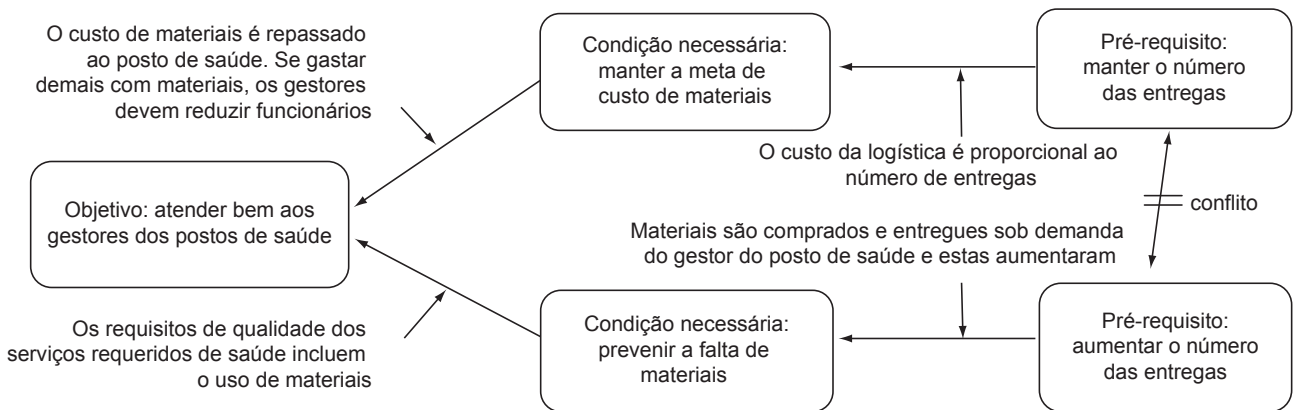 O custo de materiais é repassado
ao posto de saúde. Se gastar
demais com materiais, os gestores
devem reduzir funcionários
Condição necessária:
manter a meta de
custo de materiais
Pré-requisito:
manter o número
das entregas
O custo da logística é proporcional ao
número de entregas
Objetivo: atender bem aos
gestores dos postos de saúde
conflito
Materiais são comprados e entregues sob demanda
do gestor do posto de saúde e estas aumentaram
Os requisitos de qualidade dos
serviços requeridos de saúde incluem
o uso de materiais
Condição necessária:
prevenir a falta de
materiais
Pré-requisito:
aumentar o número
das entregas